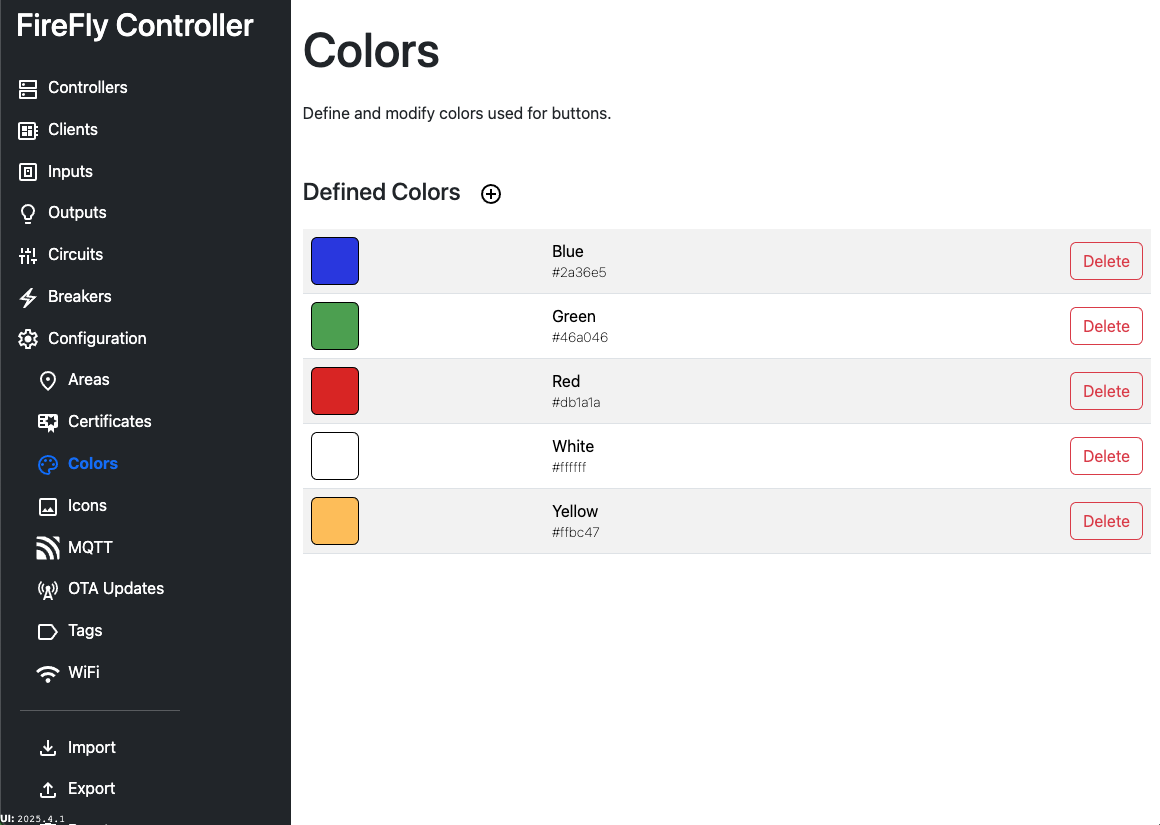 FireFly Controller
Controllers
Clients
Inputs
Outputs
Circuits
Breakers
Configuration
Areas
Certificates
Colors
Icons
MQTT
OTA Updates
Tags
WiFi
Import
Export
UI: 2025.4.1
Colors
Define and modify colors used for buttons.
Defined Colors
Blue
#2a36e5
Delete
Green
#46a046
Delete
Red
#db1a1a
Delete
White
#ffffff
Delete
Yellow
#ffbc47
Delete